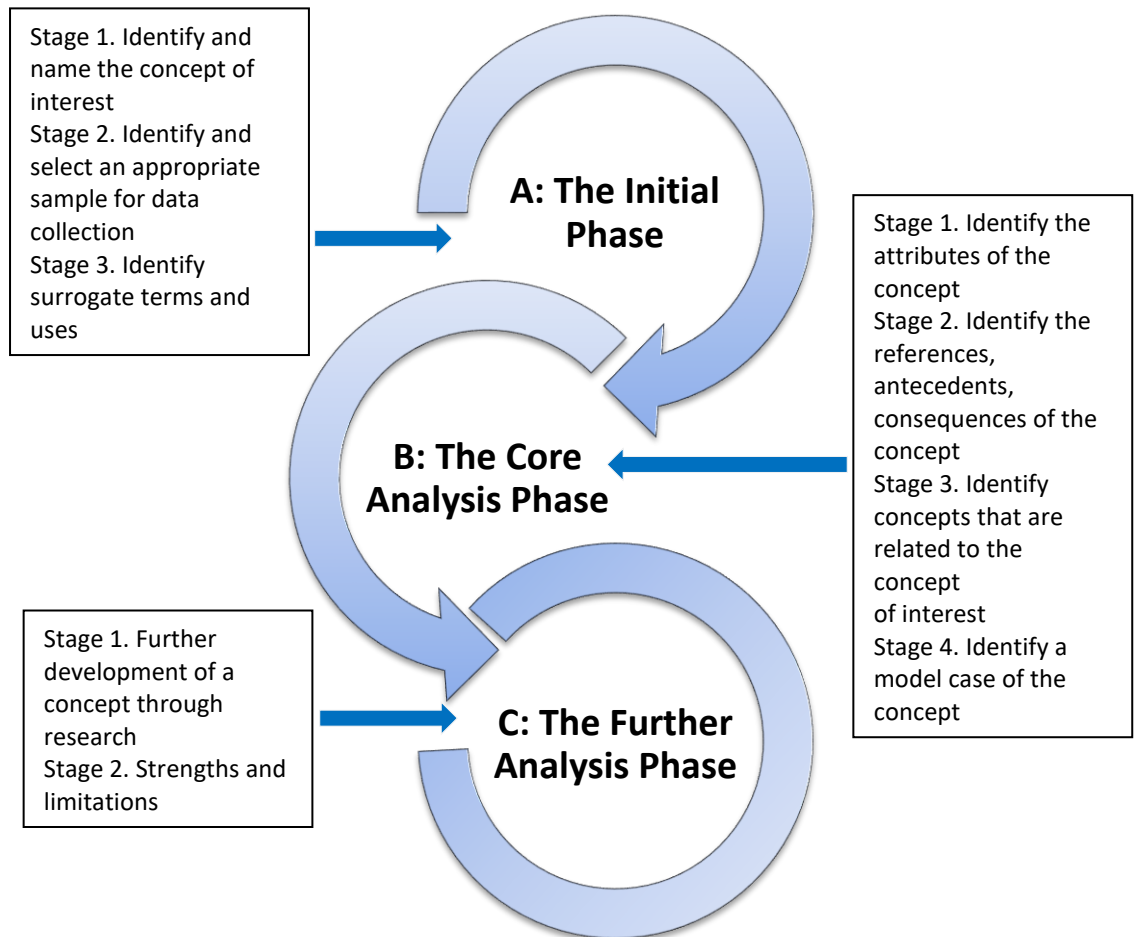 Stage 1. Identify and
name the concept of
interest
Stage 2. Identify and
select an appropriate
sample for data
collection
Stage 3. Identify
surrogate terms and
uses
A: The Initial
Phase
Stage 1. Identify the
attributes of the
concept
Stage 2. Identify the
references,
antecedents,
consequences of the
concept
Stage 3. Identify
concepts that are
related to the
concept
of interest
Stage 4. Identify a
model case of the
concept
B: The Core
Analysis Phase
Stage 1. Further
development of a
concept through
research
Stage 2. Strengths and
limitations
C: The Further
Analysis Phase